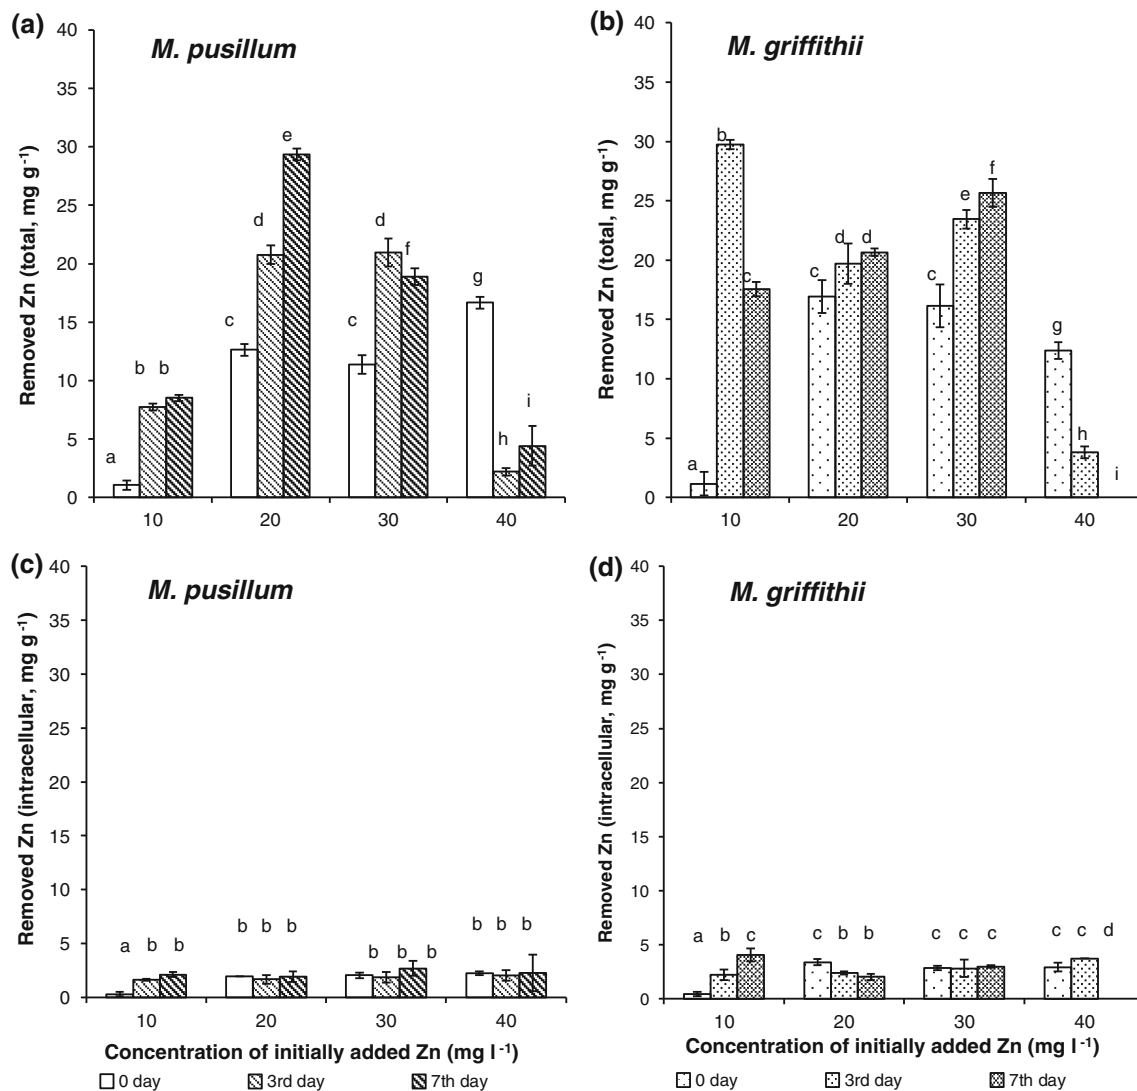 (a)
M. pusillum
Removed Zn (total, mg g-1)
40
35
30
25
20
15
10
5
0
a
b b
c
d
e
c
d
f
g
h
i
10 20 30 40
(b)
M. griffithii
Removed Zn (total, mg g-1)
40
35
30
25
20
15
10
5
0
a
b
c
c
d d
c
e
f
g
h
i
10 20 30 40
(c)
M. pusillum
Removed Zn (intracellular, mg g-1)
40
35
30
25
20
15
10
5
0
a b b
b b b
b b b
b b b
10 20 30 40
Concentration of initially added Zn (mg l-1)
0 day 3rd day 7th day
(d)
M. griffithii
Removed Zn (intracellular, mg g-1)
40
35
30
25
20
15
10
5
0
a b c
c b b
c c c
c c d
10 20 30 40
Concentration of initially added Zn (mg l-1)
0 day 3rd day 7th day